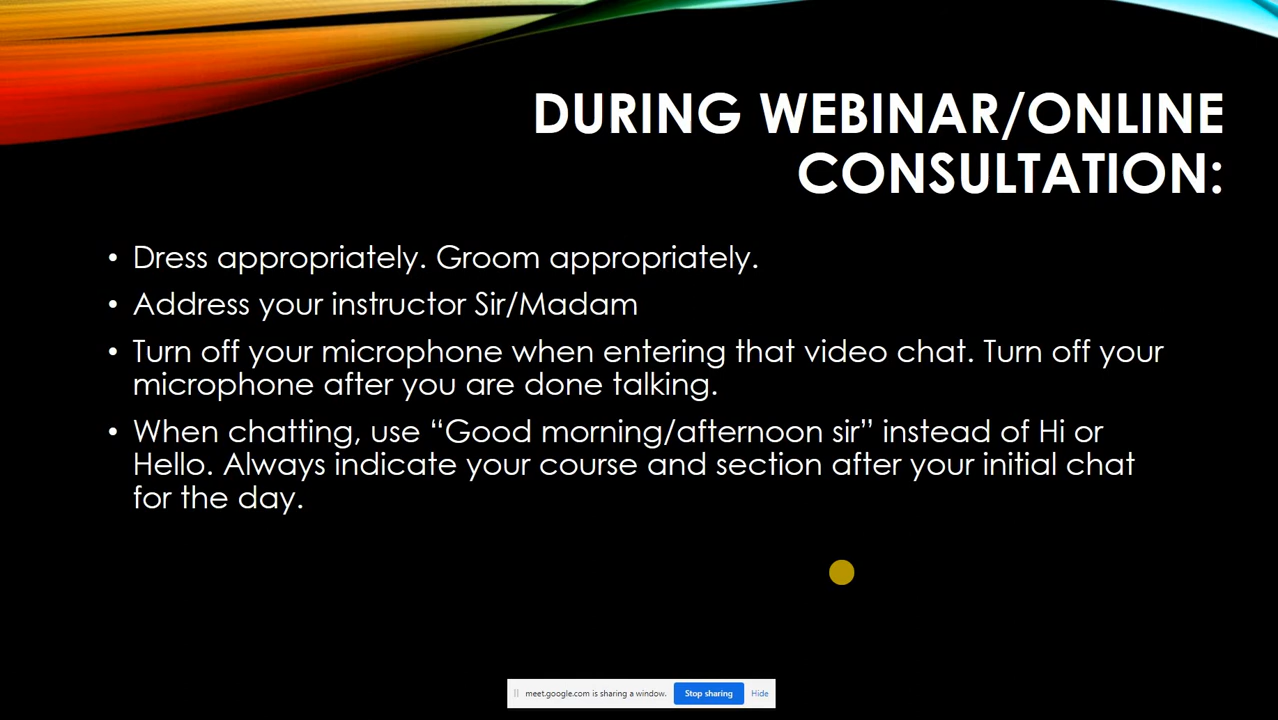 DURING WEBINAR/ONLINE
CONSULTATION:
• Dress appropriately. Groom appropriately.
• Address your instructor Sir/Madam
• Turn off your microphone when entering that video chat. Turn off your
microphone after you are done talking.
• When chatting, use “Good morning/afternoon sir” instead of Hi or
Hello. Always indicate your course and section after your initial chat
for the day.
meet.google.com is sharing a window. Stop sharing Hide